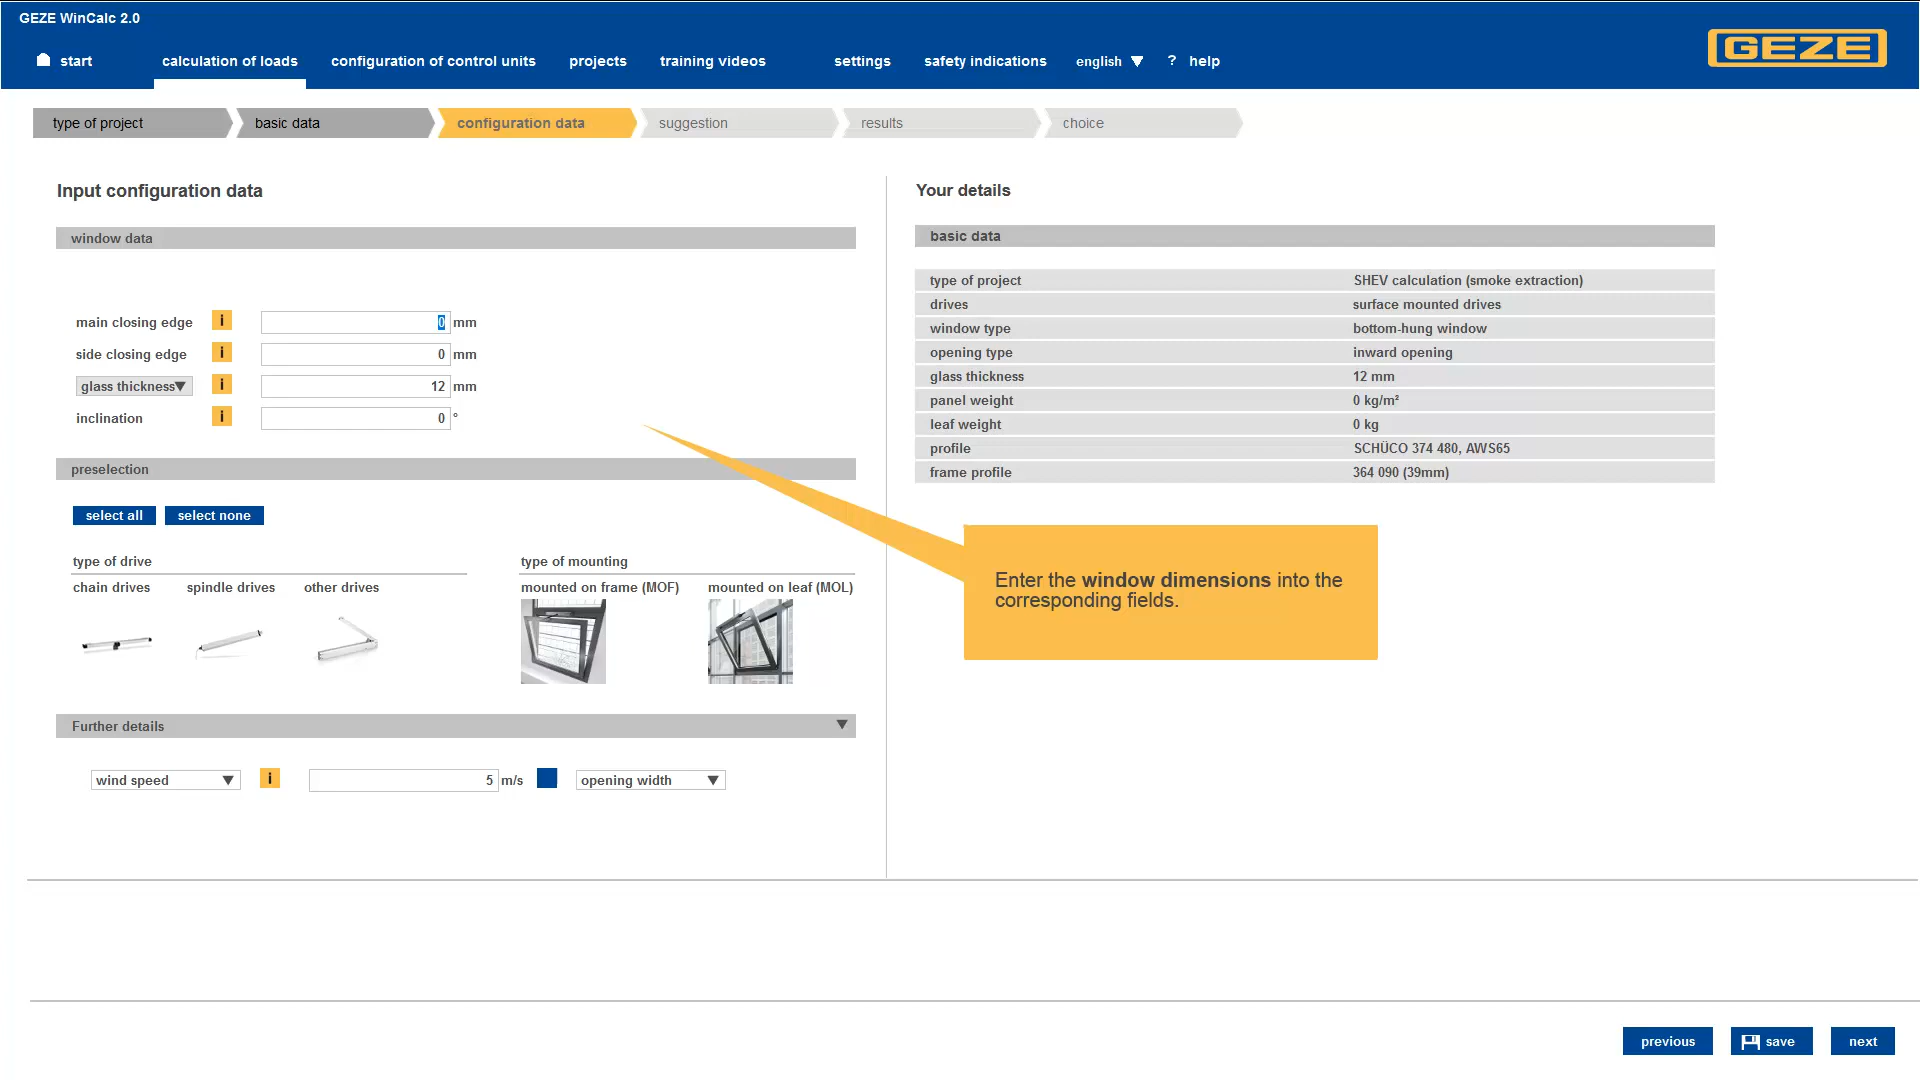 GEZE WinCalc 2.0
start
calculation of loads
configuration of control units
projects
training videos
settings
safety indications
english
? help
GEZE
type of project
basic data
configuration data
suggestion
results
choice
Input configuration data
window data
main closing edge i 0 mm
side closing edge i 0 mm
glass thickness i 12 mm
inclination i 0 °
preselection
select all select none
type of drive
chain drives spindle drives other drives
type of mounting
mounted on frame (MOF) mounted on leaf (MOL)
Further details
wind speed i 5 m/s opening width
Your details
basic data
type of project SHEV calculation (smoke extraction)
drives surface mounted drives
window type bottom-hung window
opening type inward opening
glass thickness 12 mm
panel weight 0 kg/m²
leaf weight 0 kg
profile SCHÜCO 374 480, AWS65
frame profile 364 090 (39mm)
Enter the window dimensions into the
corresponding fields.
previous
save
next